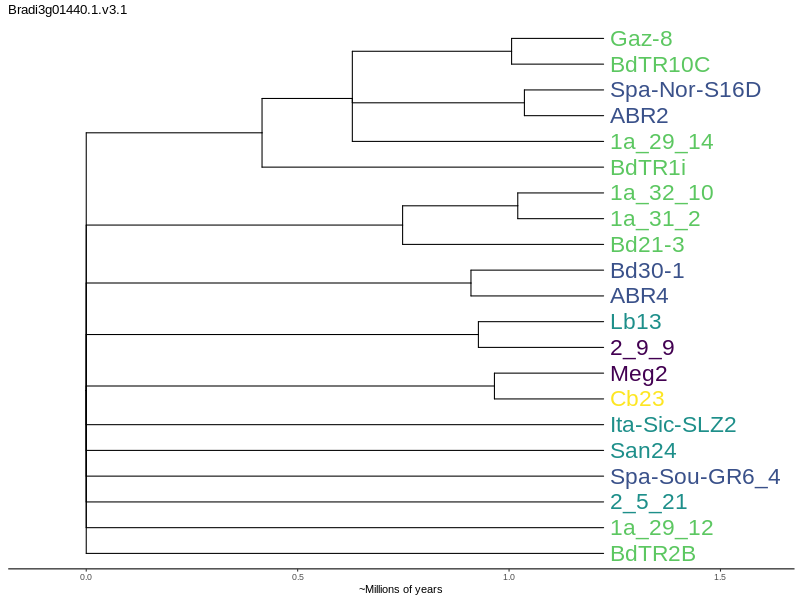 Bradi3g01440.1.v3.1
Gaz-8
BdTR10C
Spa-Nor-S16D
ABR2
1a_29_14
BdTR1i
1a_32_10
1a_31_2
Bd21-3
Bd30-1
ABR4
Lb13
2_9_9
Meg2
Cb23
Ita-Sic-SLZ2
San24
Spa-Sou-GR6_4
2_5_21
1a_29_12
BdTR2B
0.0 0.5 1.0 1.5
~Millions of years